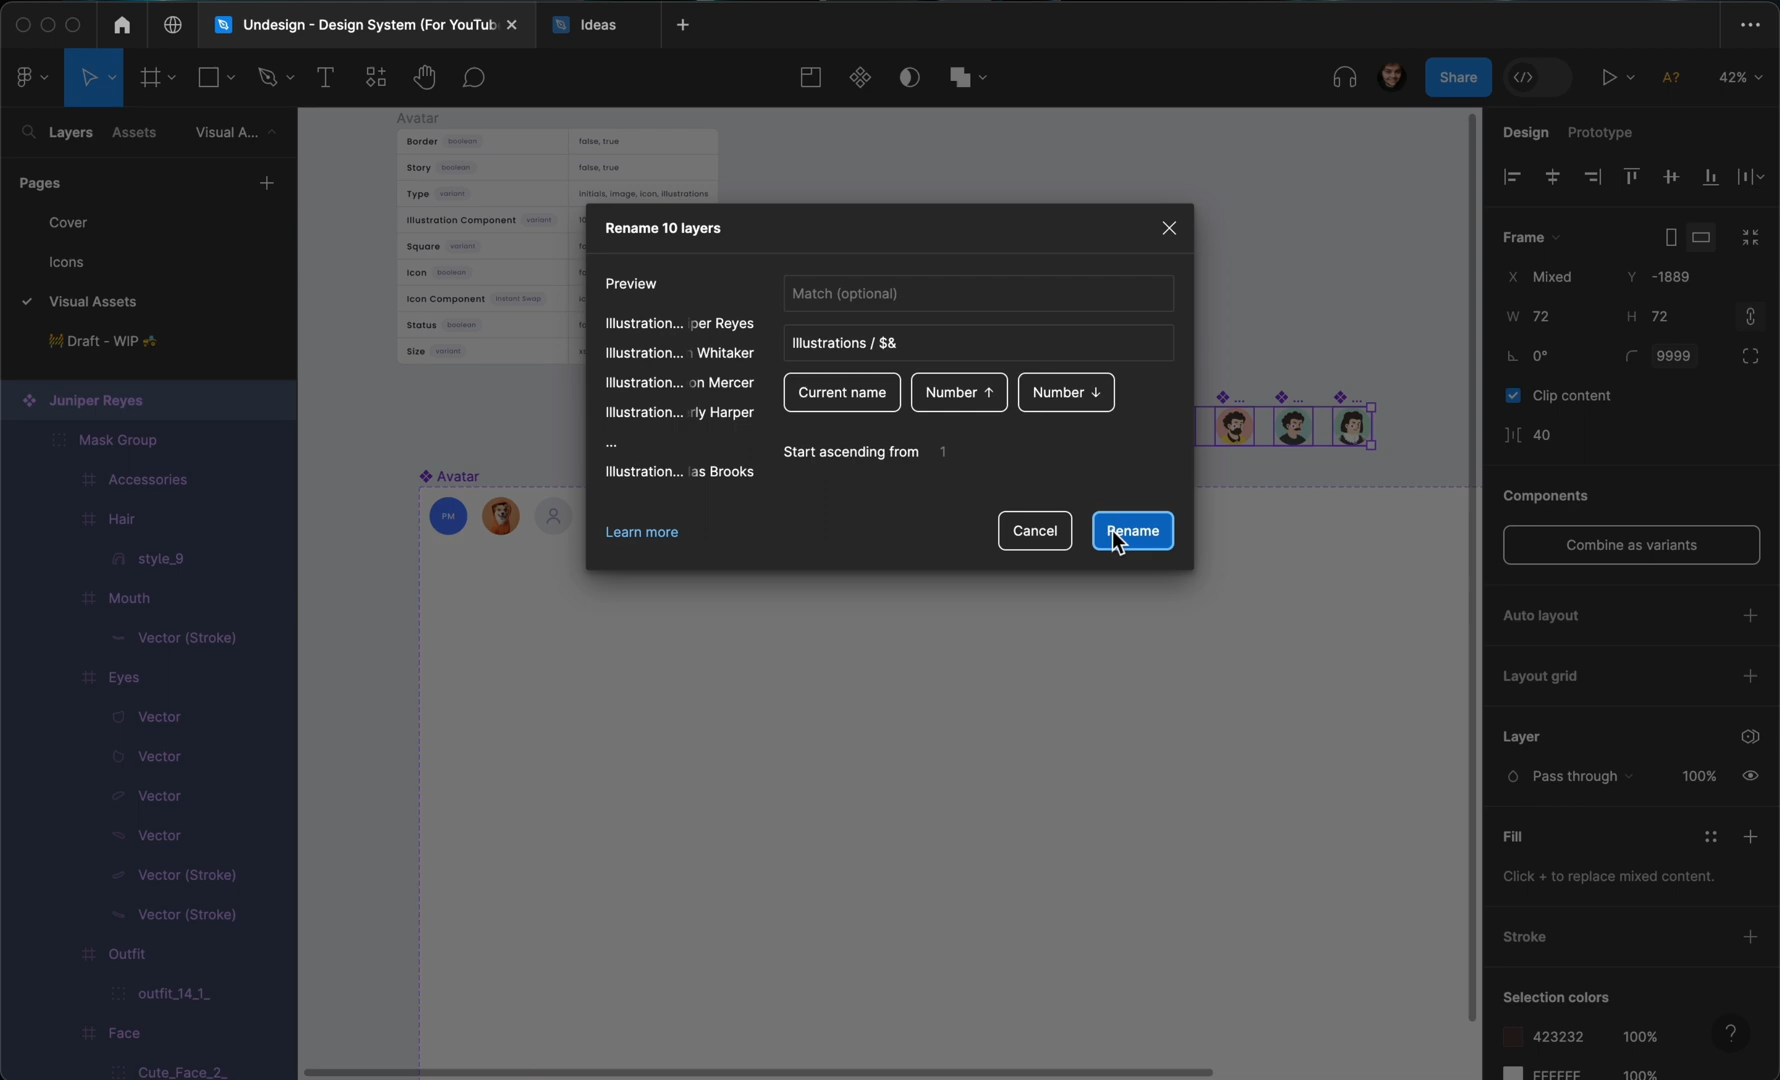 Undesign - Design System (For YouTub
Ideas
Share
A?
42%
Layers
Assets
Visual A...
Pages
Cover
Icons
Visual Assets
🚧 Draft - WIP
Juniper Reyes
Mask Group
Accessories
Hair
style_9
Mouth
Vector (Stroke)
Eyes
Vector
Vector
Vector
Vector
Vector (Stroke)
Vector (Stroke)
Outfit
outfit_14_1_
Face
Cute_Face_2_
Avatar
Border boolean false, true
Story boolean false, true
Type variant initials, image, icon, illustrations
Illustration Component variant 10
Square variant
Icon boolean
Icon Component Instant Swap
Status boolean
Size variant
Avatar
PM
Rename 10 layers
Preview
Illustration... per Reyes
Illustration... Whitaker
Illustration... on Mercer
Illustration... rly Harper
...
Illustration... as Brooks
Learn more
Match (optional)
Illustrations / $&
Current name
Number ↑
Number ↓
Start ascending from 1
Cancel
Rename
Design
Prototype
Frame
X Mixed Y -1889
W 72 H 72
0° 9999
Clip content
40
Components
Combine as variants
Auto layout
Layout grid
Layer
Pass through 100%
Fill
Click + to replace mixed content.
Stroke
Selection colors
423232 100%
FFFFFF 100%
?